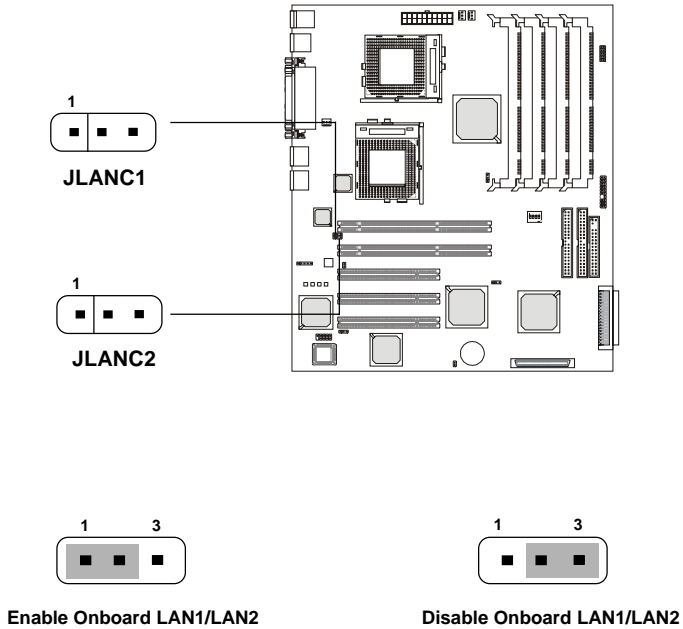 1
JLANC1
1
JLANC2
1 3
Enable Onboard LAN1/LAN2
1 3
Disable Onboard LAN1/LAN2